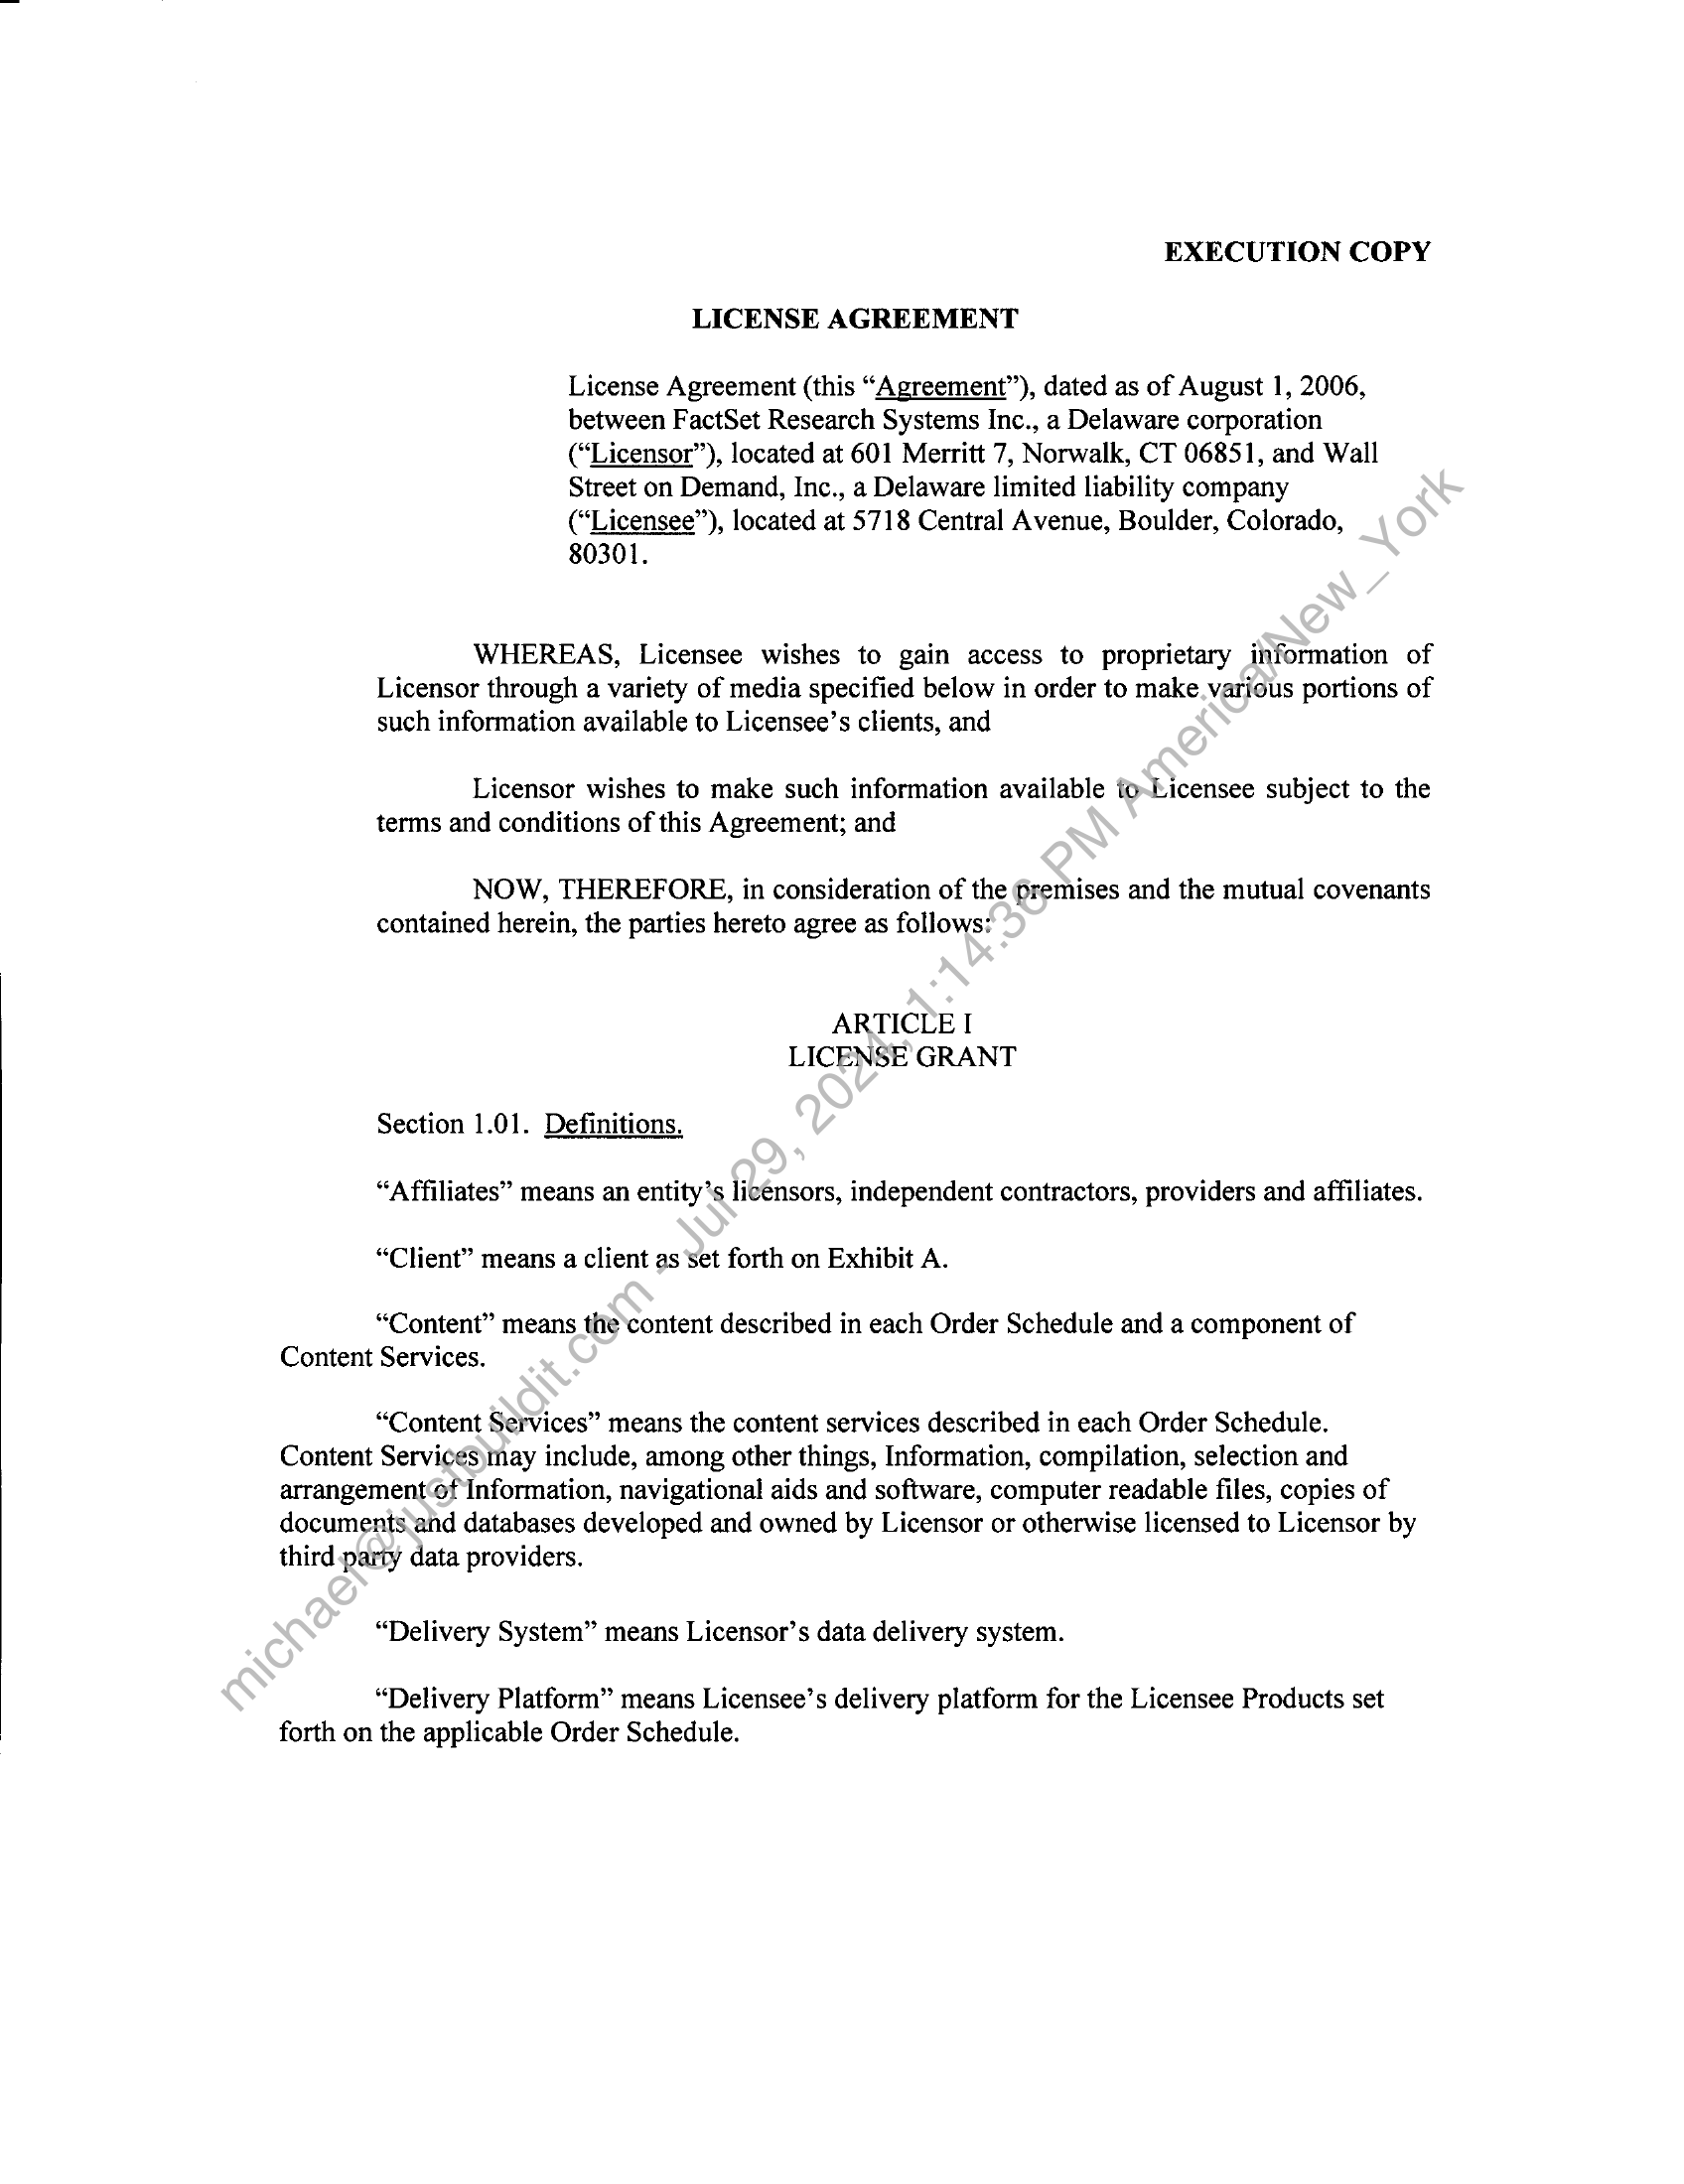 EXECUTION COPY
LICENSE AGREEMENT
License Agreement (this “Agreement”), dated as of August 1, 2006,
between FactSet Research Systems Inc., a Delaware corporation
(“Licensor”), located at 601 Merritt 7, Norwalk, CT 06851, and Wall
Street on Demand, Inc., a Delaware limited liability company
(“Licensee”), located at 5718 Central Avenue, Boulder, Colorado,
80301.
WHEREAS, Licensee wishes to gain access to proprietary information of
Licensor through a variety of media specified below in order to make various portions of
such information available to Licensee’s clients, and
Licensor wishes to make such information available to Licensee subject to the
terms and conditions of this Agreement; and
NOW, THEREFORE, in consideration of the premises and the mutual covenants
contained herein, the parties hereto agree as follows:
ARTICLE I
LICENSE GRANT
Section 1.01. Definitions.
“Affiliates” means an entity’s licensors, independent contractors, providers and affiliates.
“Client” means a client as set forth on Exhibit A.
“Content” means the content described in each Order Schedule and a component of
Content Services.
“Content Services” means the content services described in each Order Schedule.
Content Services may include, among other things, Information, compilation, selection and
arrangement of Information, navigational aids and software, computer readable files, copies of
documents and databases developed and owned by Licensor or otherwise licensed to Licensor by
third party data providers.
“Delivery System” means Licensor’s data delivery system.
“Delivery Platform” means Licensee’s delivery platform for the Licensee Products set
forth on the applicable Order Schedule.
michael@justbuildit.com - Jul 29, 2024, 1:14:36 PM America/New_York